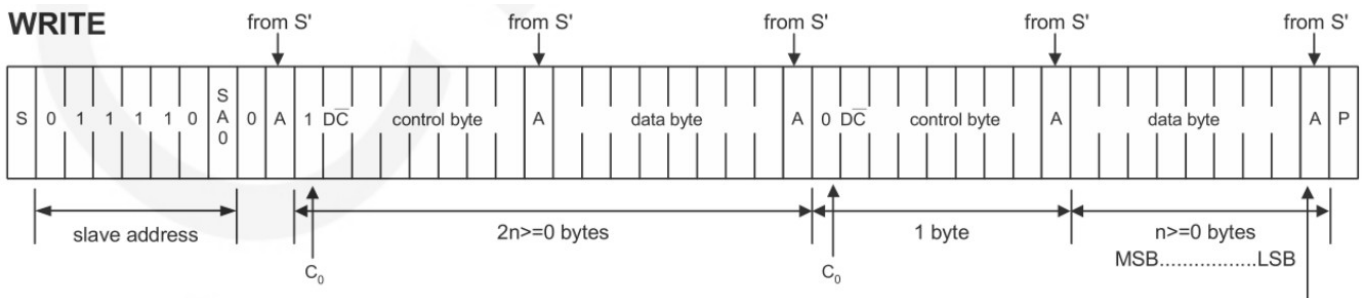 WRITE
from S' from S' from S' from S' from S'
S 0 1 1 1 1 0 SA0 0 A 1 DC̅ control byte A data byte A 0 DC̅ control byte A data byte A P
slave address 2n>=0 bytes 1 byte n>=0 bytes
MSB.................LSB
C₀ C₀